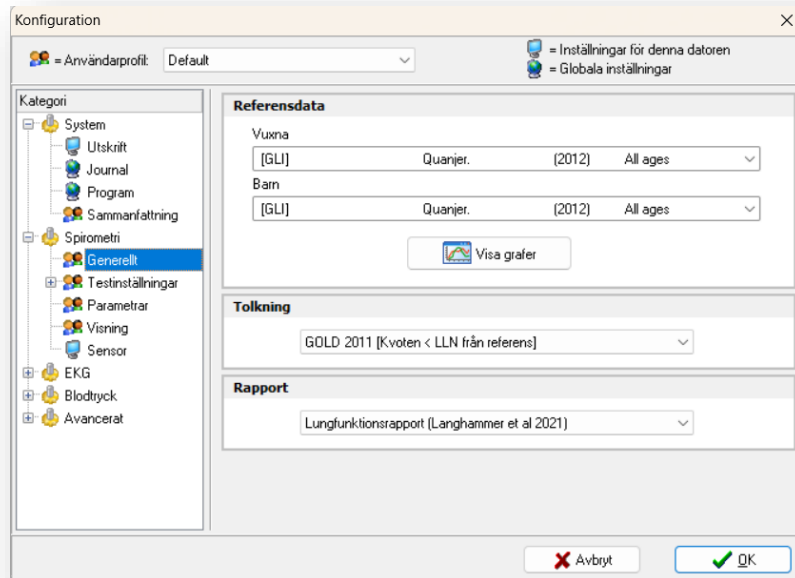 Konfiguration
= Användarprofil: Default
= Inställningar för denna datoren
= Globala inställningar
Kategori
System
Utskrift
Journal
Program
Sammanfattning
Spirometri
Generellt
Testinställningar
Parametrar
Visning
Sensor
EKG
Blodtryck
Avancerat
Referensdata
Vuxna
[GLI] Quanjer. (2012) All ages
Barn
[GLI] Quanjer. (2012) All ages
Visa grafer
Tolkning
GOLD 2011 [Kvoten < LLN från referens]
Rapport
Lungfunktionsrapport (Langhammer et al 2021)
Avbryt
OK